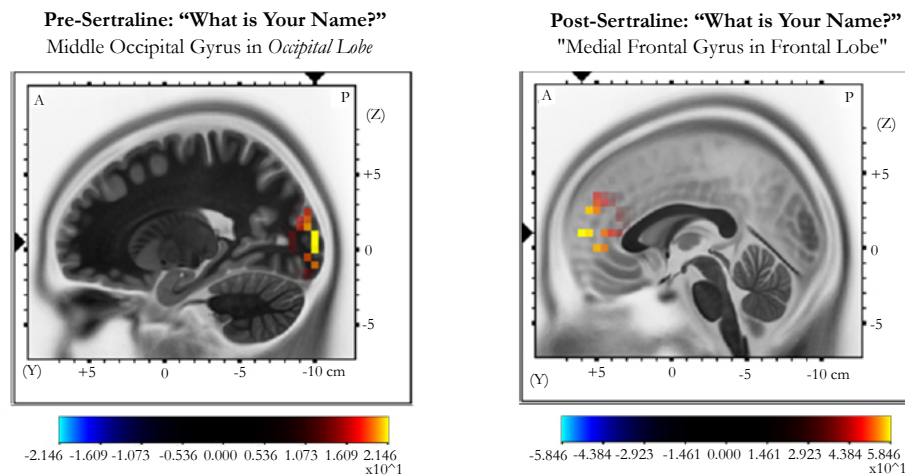 Pre-Sertraline: “What is Your Name?”
Middle Occipital Gyrus in Occipital Lobe
A
P
(Z)
+5
0
-5
(Y)
+5
0
-5
-10 cm
-2.146 -1.609 -1.073 -0.536 0.000 0.536 1.073 1.609 2.146
x10^1
Post-Sertraline: “What is Your Name?”
"Medial Frontal Gyrus in Frontal Lobe"
A
P
(Z)
+5
0
-5
(Y)
+5
0
-5
-10 cm
-5.846 -4.384 -2.923 -1.461 0.000 1.461 2.923 4.384 5.846
x10^1